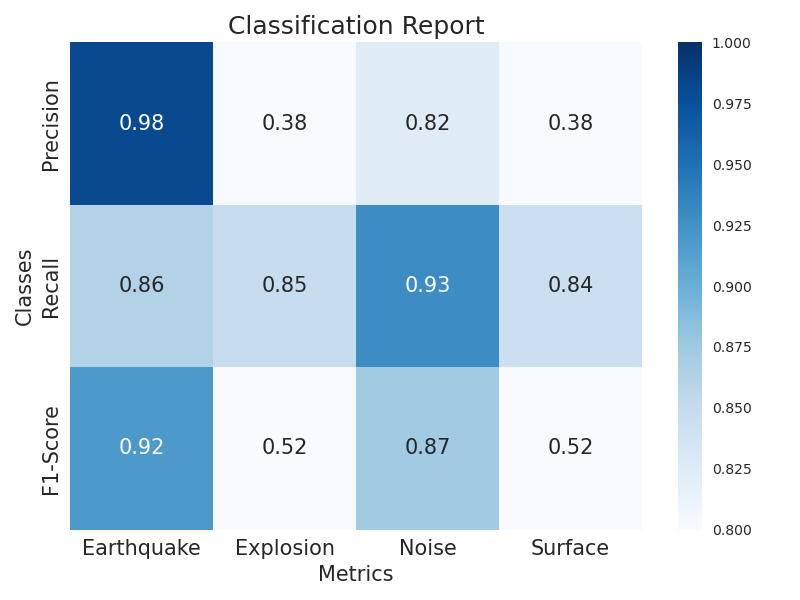 Classification Report
Classes
Precision
0.98 0.38 0.82 0.38
Recall
0.86 0.85 0.93 0.84
F1-Score
0.92 0.52 0.87 0.52
Earthquake Explosion Noise Surface
Metrics
1.000
0.975
0.950
0.925
0.900
0.875
0.850
0.825
0.800